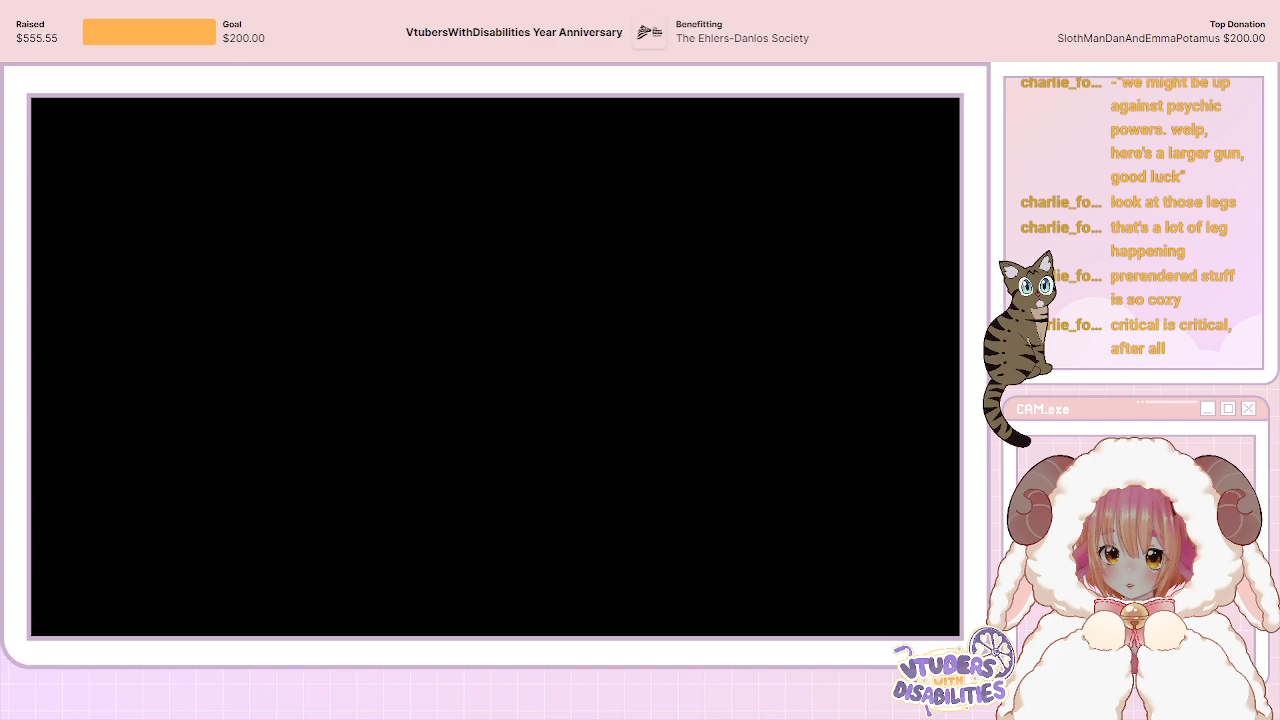 Raised
$555.55
Goal
$200.00
VtubersWithDisabilities Year Anniversary
Benefitting
The Ehlers-Danlos Society
Top Donation
SlothManDanAndEmmaPotamus $200.00
charlie_fo... -"we might be up
against psychic
powers. welp,
here's a larger gun,
good luck"
charlie_fo... look at those legs
charlie_fo... that's a lot of leg
happening
lie_fo... prerendered stuff
is so cozy
rlie_fo... critical is critical,
after all
CAM.exe
VTUBERS
WITH
DISABILITIES